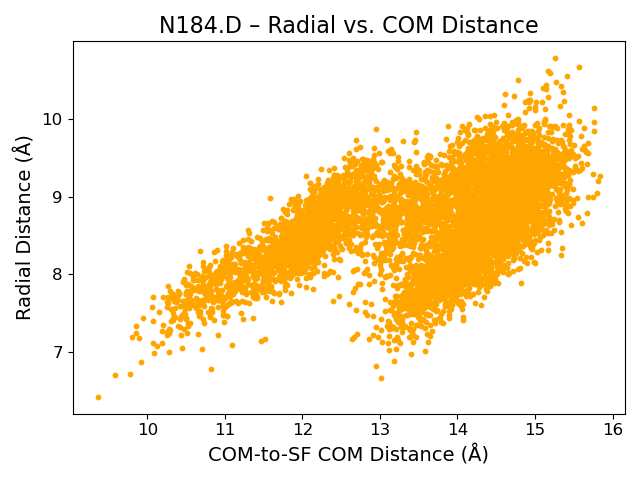 N184.D – Radial vs. COM Distance
Radial Distance (Å)
10
9
8
7
10 11 12 13 14 15 16
COM-to-SF COM Distance (Å)